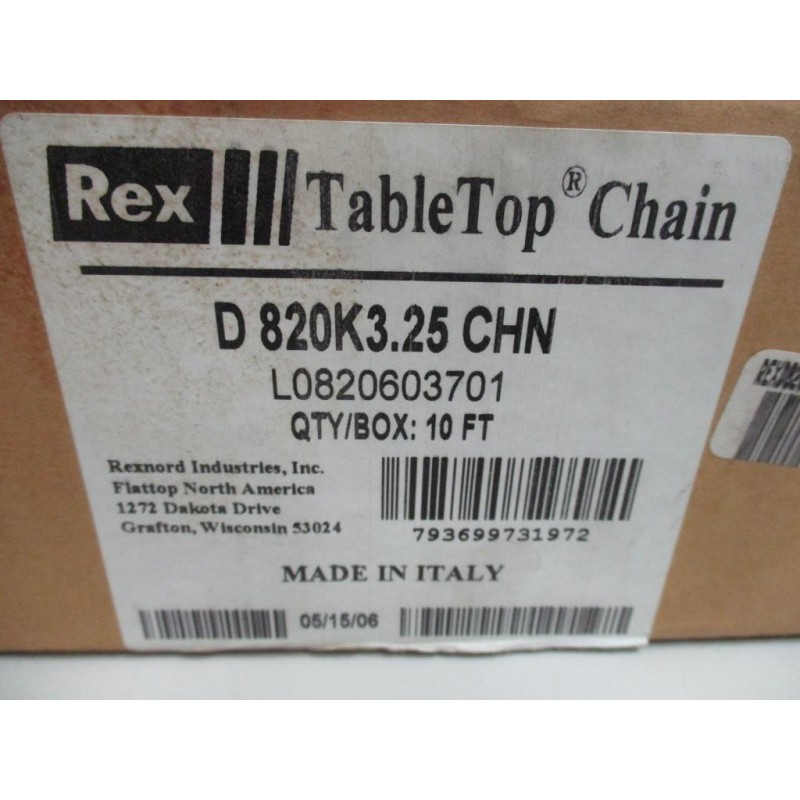 Rex TableTop® Chain
D 820K3.25 CHN
L0820603701
QTY/BOX: 10 FT
Rexnord Industries, Inc.
Flattop North America
1272 Dakota Drive
Grafton, Wisconsin 53024
793699731972
MADE IN ITALY
05/15/06